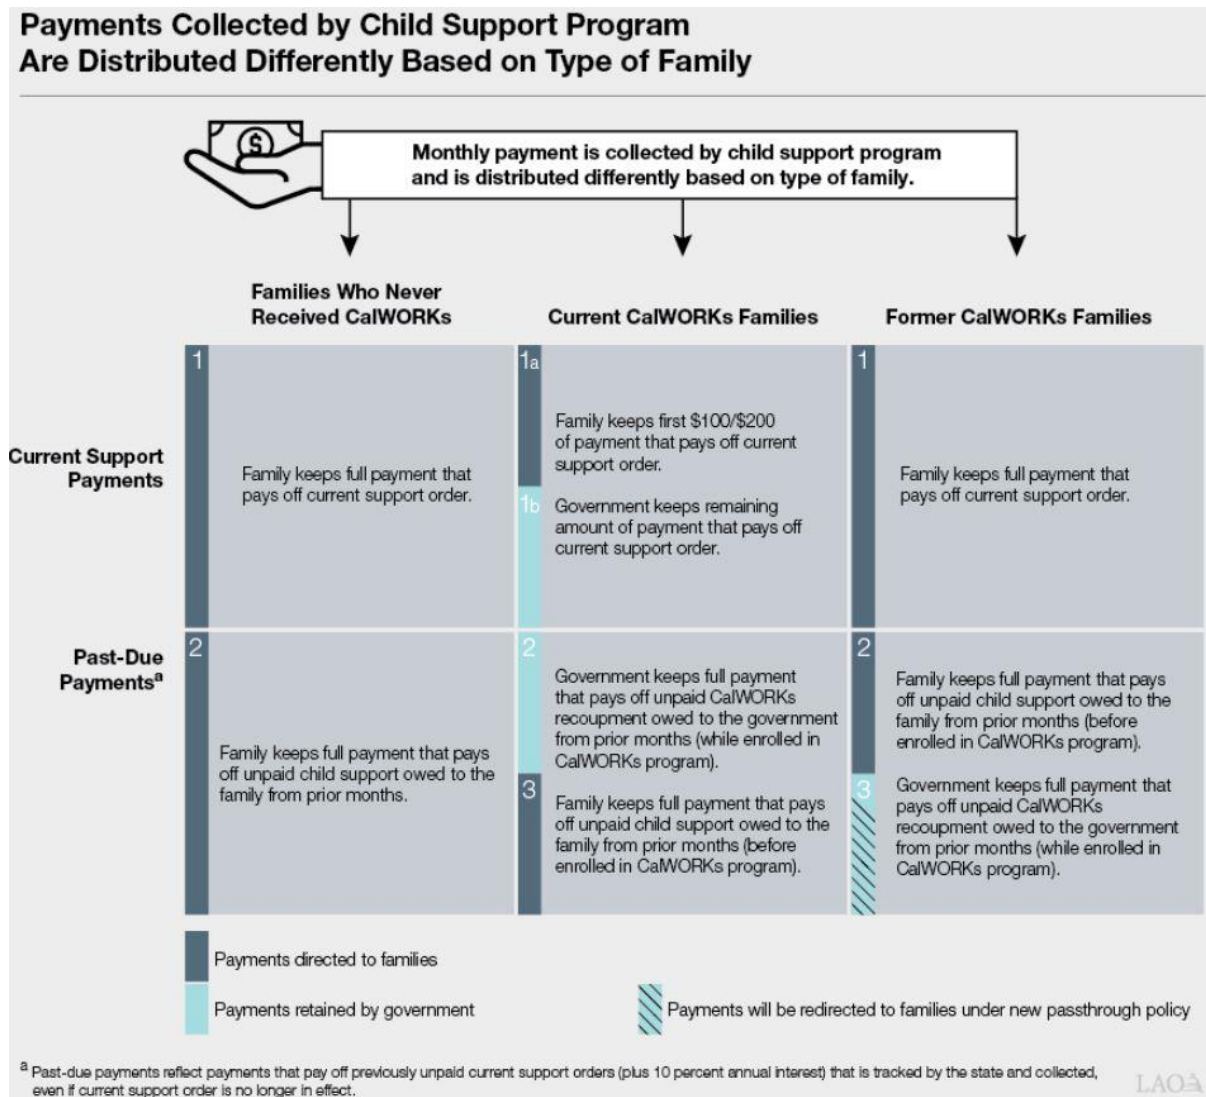 Payments Collected by Child Support Program
Are Distributed Differently Based on Type of Family
$
Monthly payment is collected by child support program
and is distributed differently based on type of family.
Families Who Never
Received CalWORKs
Current CalWORKs Families
Former CalWORKs Families
Current Support
Payments
1
Family keeps full payment that
pays off current support order.
1a
Family keeps first $100/$200
of payment that pays off current
support order.
1b
Government keeps remaining
amount of payment that pays off
current support order.
1
Family keeps full payment that
pays off current support order.
Past-Due
Paymentsa
2
Family keeps full payment that pays
off unpaid child support owed to the
family from prior months.
2
Government keeps full payment
that pays off unpaid CalWORKs
recoupment owed to the government
from prior months (while enrolled in
CalWORKs program).
3
Family keeps full payment that pays
off unpaid child support owed to the
family from prior months (before
enrolled in CalWORKs program).
2
Family keeps full payment that pays
off unpaid child support owed to the
family from prior months (before
enrolled in CalWORKs program).
3
Government keeps full payment that
pays off unpaid CalWORKs
recoupment owed to the government
from prior months (while enrolled in
CalWORKs program).
Payments directed to families
Payments retained by government
Payments will be redirected to families under new passthrough policy
a Past-due payments reflect payments that pay off previously unpaid current support orders (plus 10 percent annual interest) that is tracked by the state and collected,
even if current support order is no longer in effect.
LAO